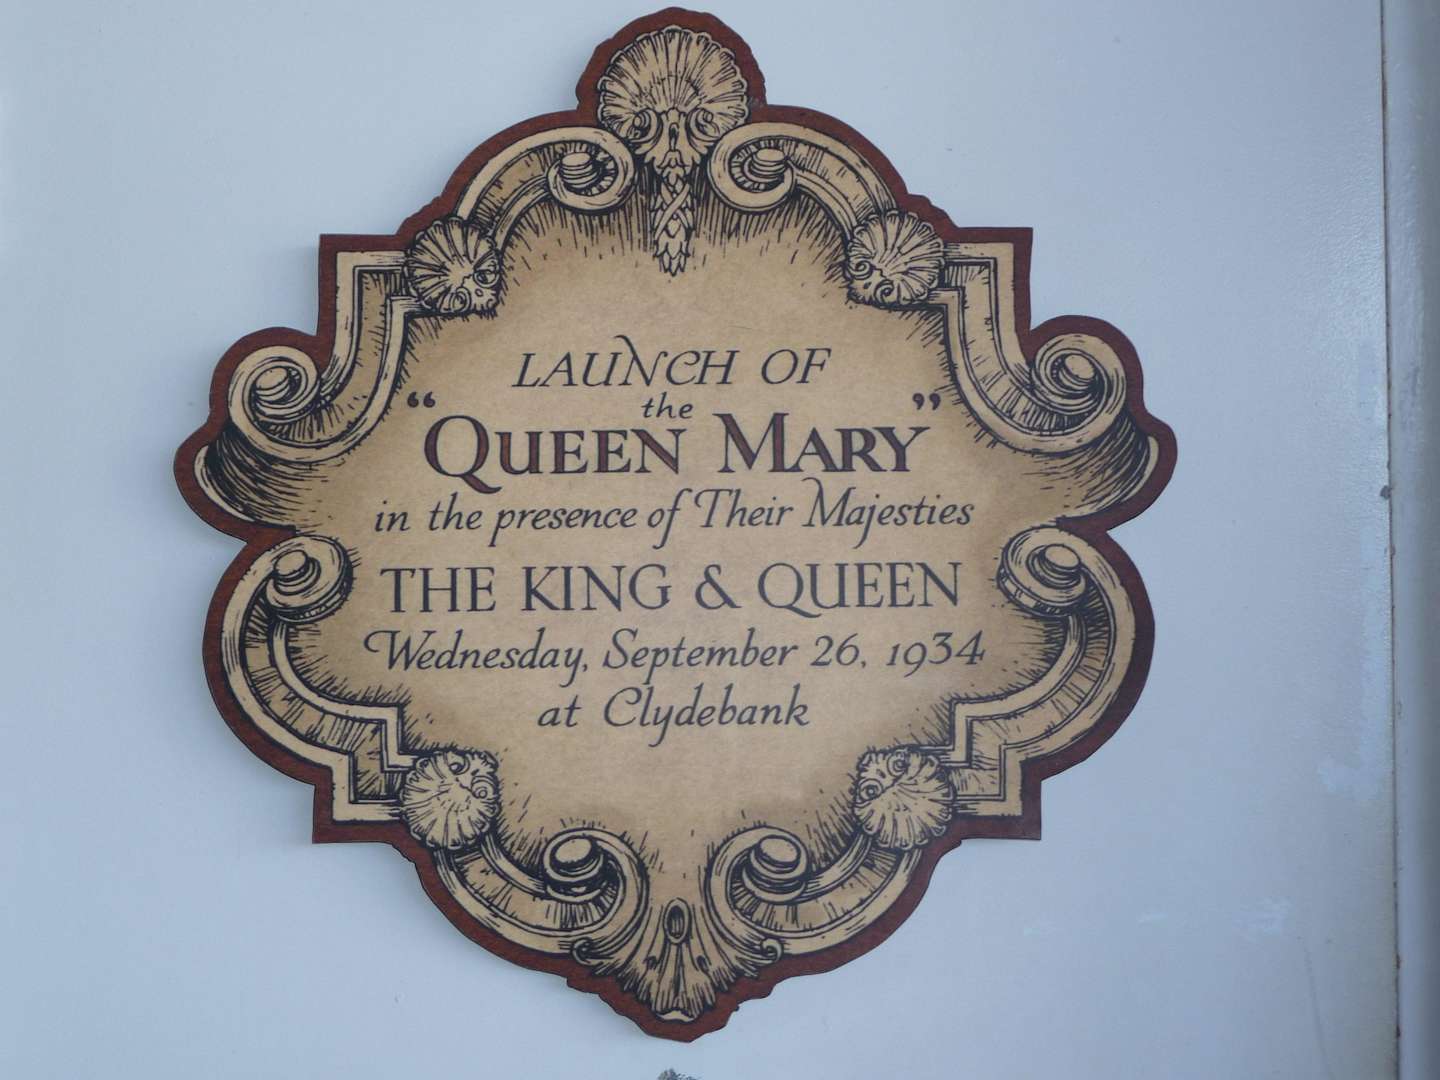 LAUNCH OF
the
"QUEEN MARY"
in the presence of Their Majesties
THE KING & QUEEN
Wednesday, September 26, 1934
at Clydebank